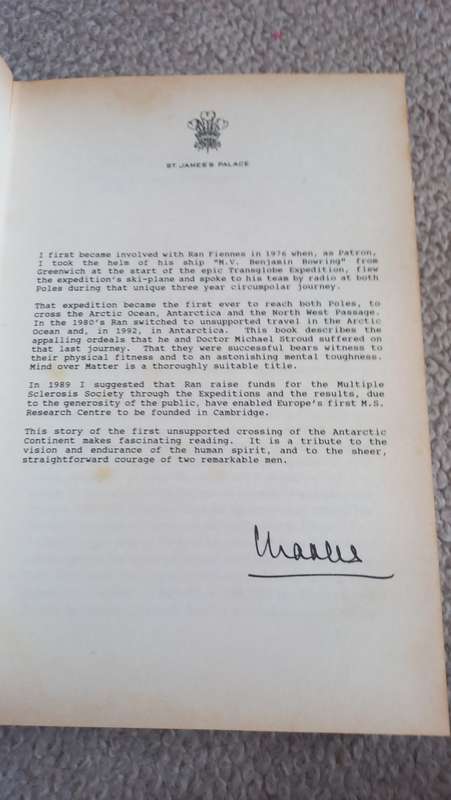 ST. JAMES'S PALACE
I first became involved with Ran Fiennes in 1976 when, as Patron,
I took the helm of his ship "M.V. Benjamin Bowring" from
Greenwich at the start of the epic Transglobe Expedition, flew
the expedition's ski-plane and spoke to his team by radio at both
Poles during that unique three year circumpolar journey.
That expedition became the first ever to reach both Poles, to
cross the Arctic Ocean, Antarctica and the North West Passage.
In the 1980's Ran switched to unsupported travel in the Arctic
Ocean and, in 1992, in Antarctica. This book describes the
appalling ordeals that he and Doctor Michael Stroud suffered on
that last journey. That they were successful bears witness to
their physical fitness and to an astonishing mental toughness.
Mind over Matter is a thoroughly suitable title.
In 1989 I suggested that Ran raise funds for the Multiple
Sclerosis Society through the Expeditions and the results, due
to the generosity of the public, have enabled Europe's first M.S.
Research Centre to be founded in Cambridge.
This story of the first unsupported crossing of the Antarctic
Continent makes fascinating reading. It is a tribute to the
vision and endurance of the human spirit, and to the sheer,
straightforward courage of two remarkable men.
Charles